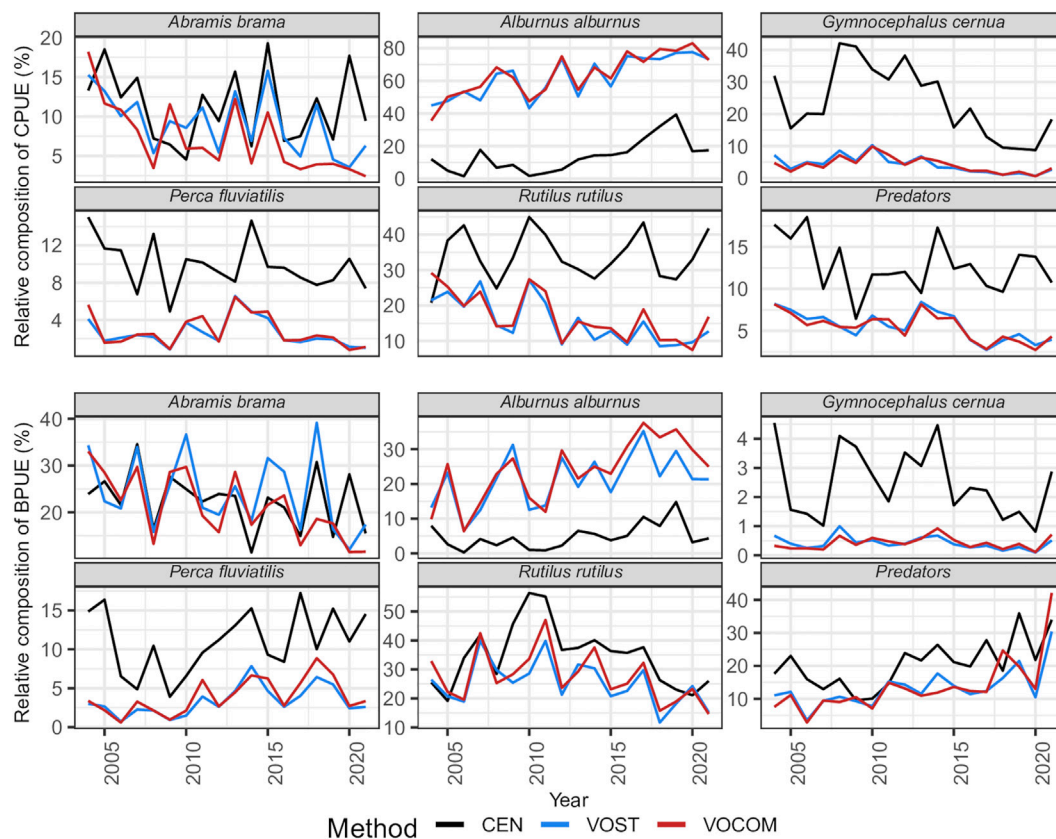 Relative composition of CPUE (%)
Abramis brama
Alburnus alburnus
Gymnocephalus cernua
20
15
10
5
80
60
40
20
0
40
30
20
10
0
Perca fluviatilis
Rutilus rutilus
Predators
12
8
4
40
30
20
10
15
10
5
Relative composition of BPUE (%)
Abramis brama
Alburnus alburnus
Gymnocephalus cernua
40
30
20
30
20
10
0
4
3
2
1
0
Perca fluviatilis
Rutilus rutilus
Predators
15
10
5
0
50
40
30
20
10
40
30
20
10
2005 2010 2015 2020 2005 2010 2015 2020 2005 2010 2015 2020
Year
Method CEN VOST VOCOM